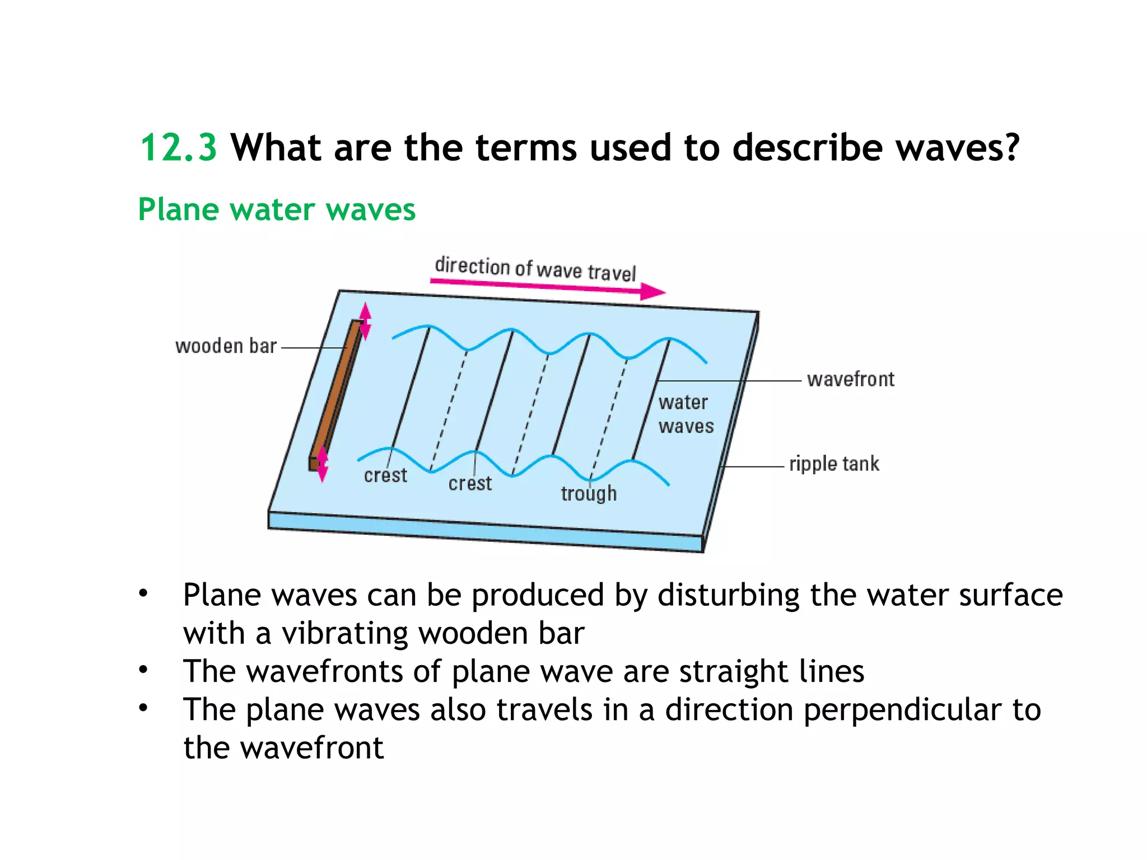 12.3 What are the terms used to describe waves?
Plane water waves
direction of wave travel
wooden bar
wavefront
water
waves
ripple tank
crest
crest
trough
• Plane waves can be produced by disturbing the water surface
with a vibrating wooden bar
• The wavefronts of plane wave are straight lines
• The plane waves also travels in a direction perpendicular to
the wavefront